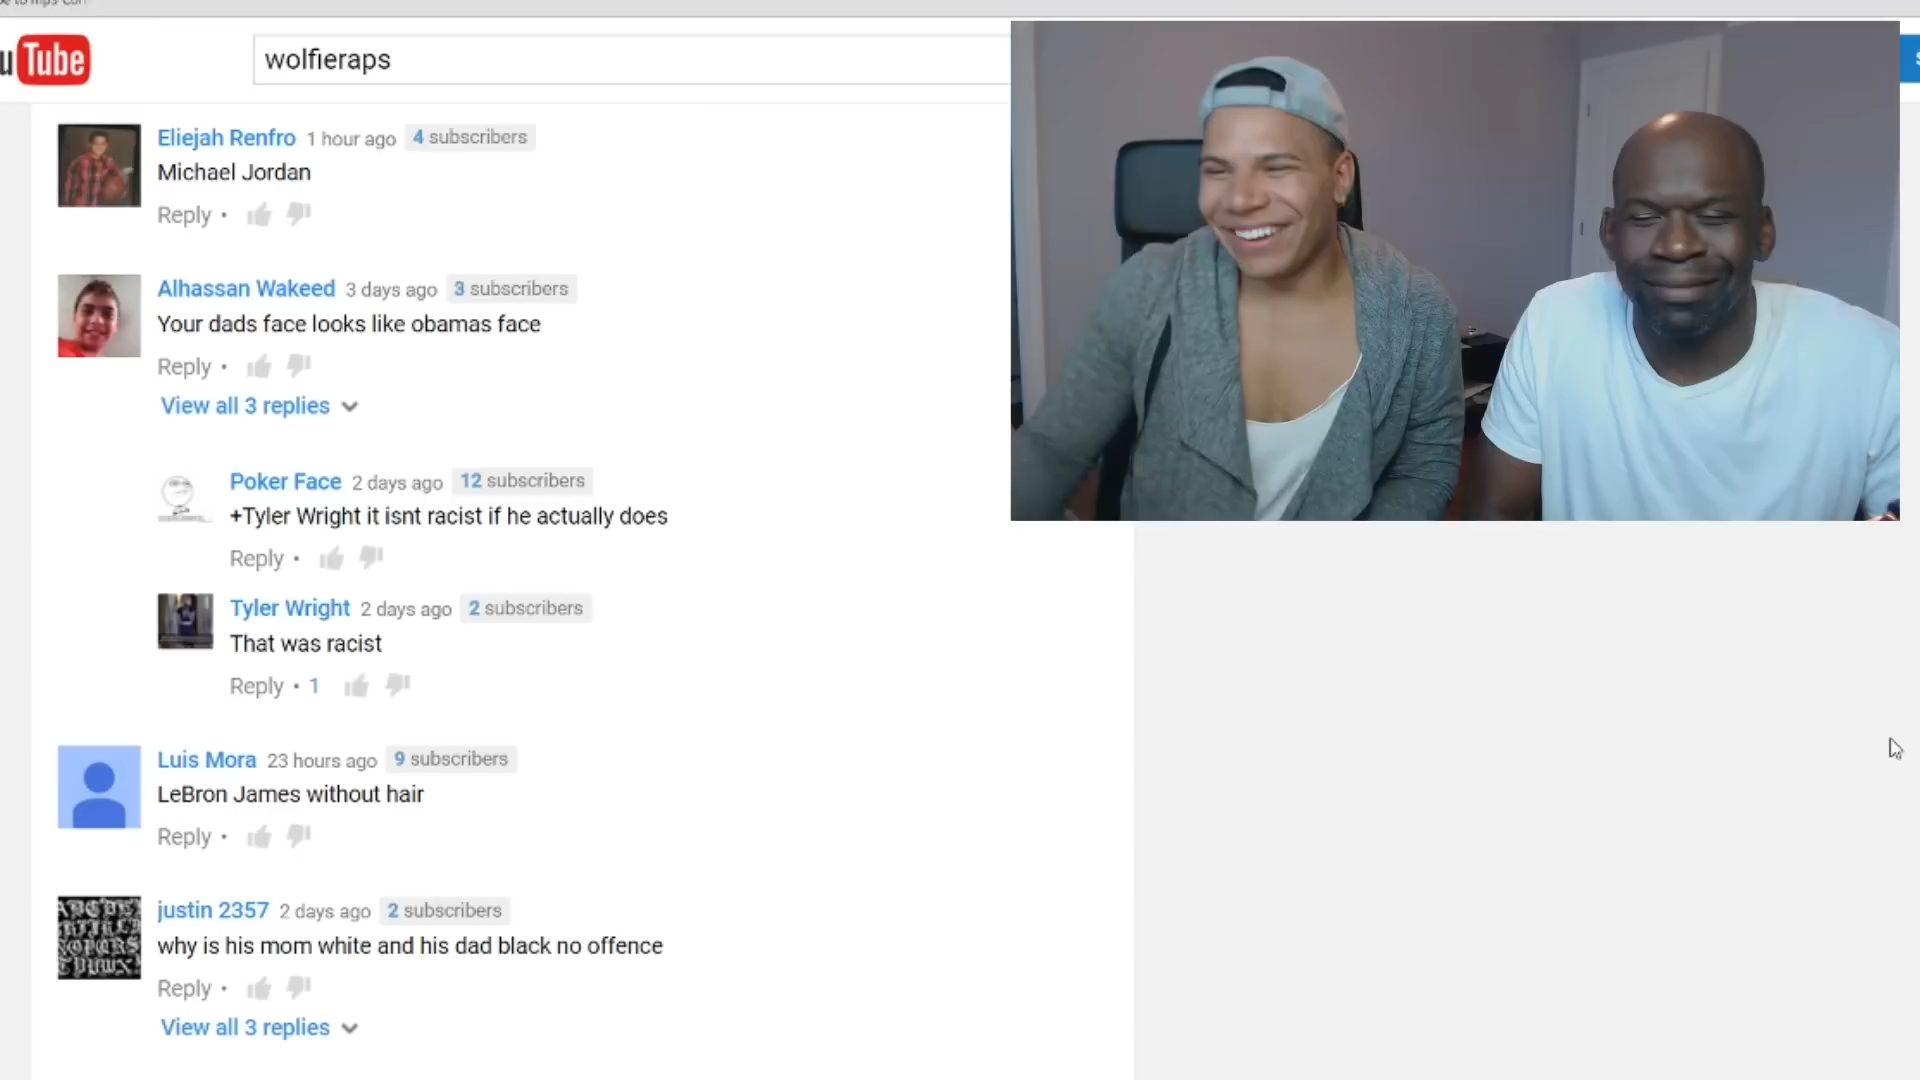 uTube
wolfieraps
Eliejah Renfro 1 hour ago 4 subscribers
Michael Jordan
Reply •
Alhassan Wakeed 3 days ago 3 subscribers
Your dads face looks like obamas face
Reply •
View all 3 replies
Poker Face 2 days ago 12 subscribers
+Tyler Wright it isnt racist if he actually does
Reply •
Tyler Wright 2 days ago 2 subscribers
That was racist
Reply • 1
Luis Mora 23 hours ago 9 subscribers
LeBron James without hair
Reply •
justin 2357 2 days ago 2 subscribers
why is his mom white and his dad black no offence
Reply •
View all 3 replies